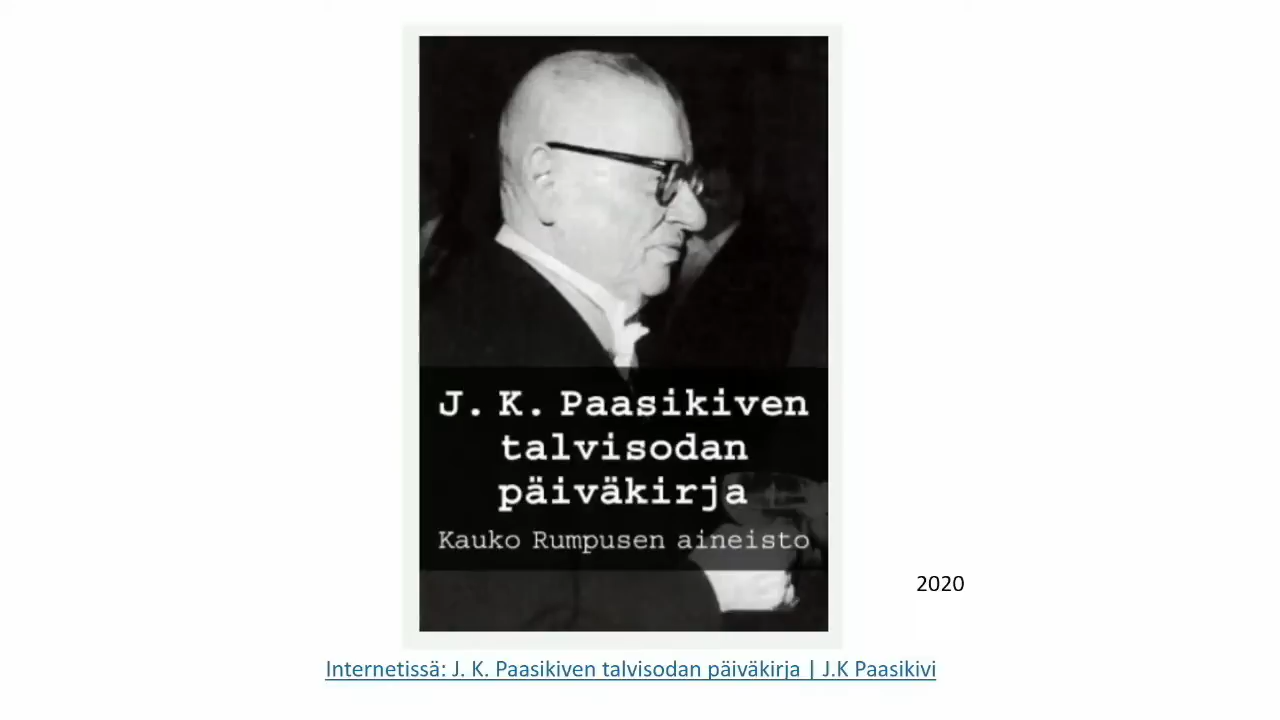 J. K. Paasikiven
talvisodan
päiväkirja
Kauko Rumpusen aineisto
2020
Internetissä: J. K. Paasikiven talvisodan päiväkirja | J.K Paasikivi